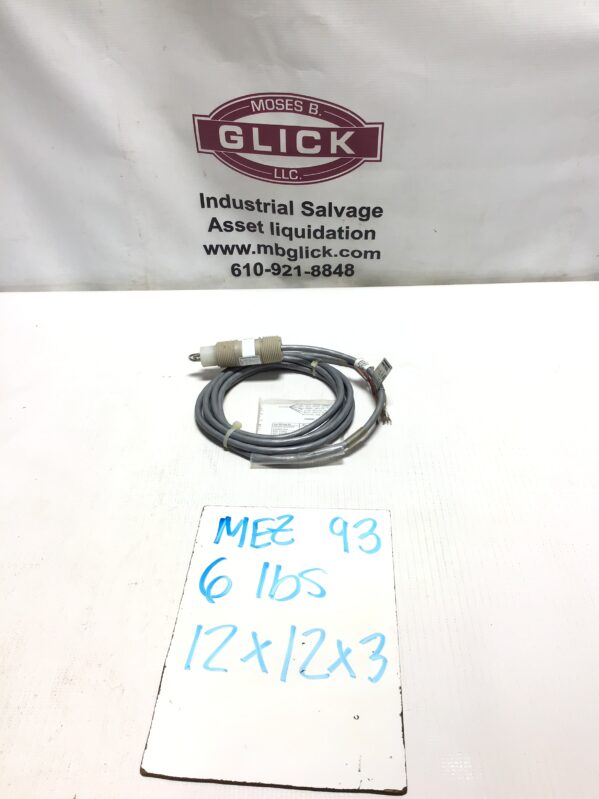 MOSES B.
GLICK
LLC.
Industrial Salvage
Asset liquidation
www.mbglick.com
610-921-8848
MEZ 93
6 lbs
12x12x3